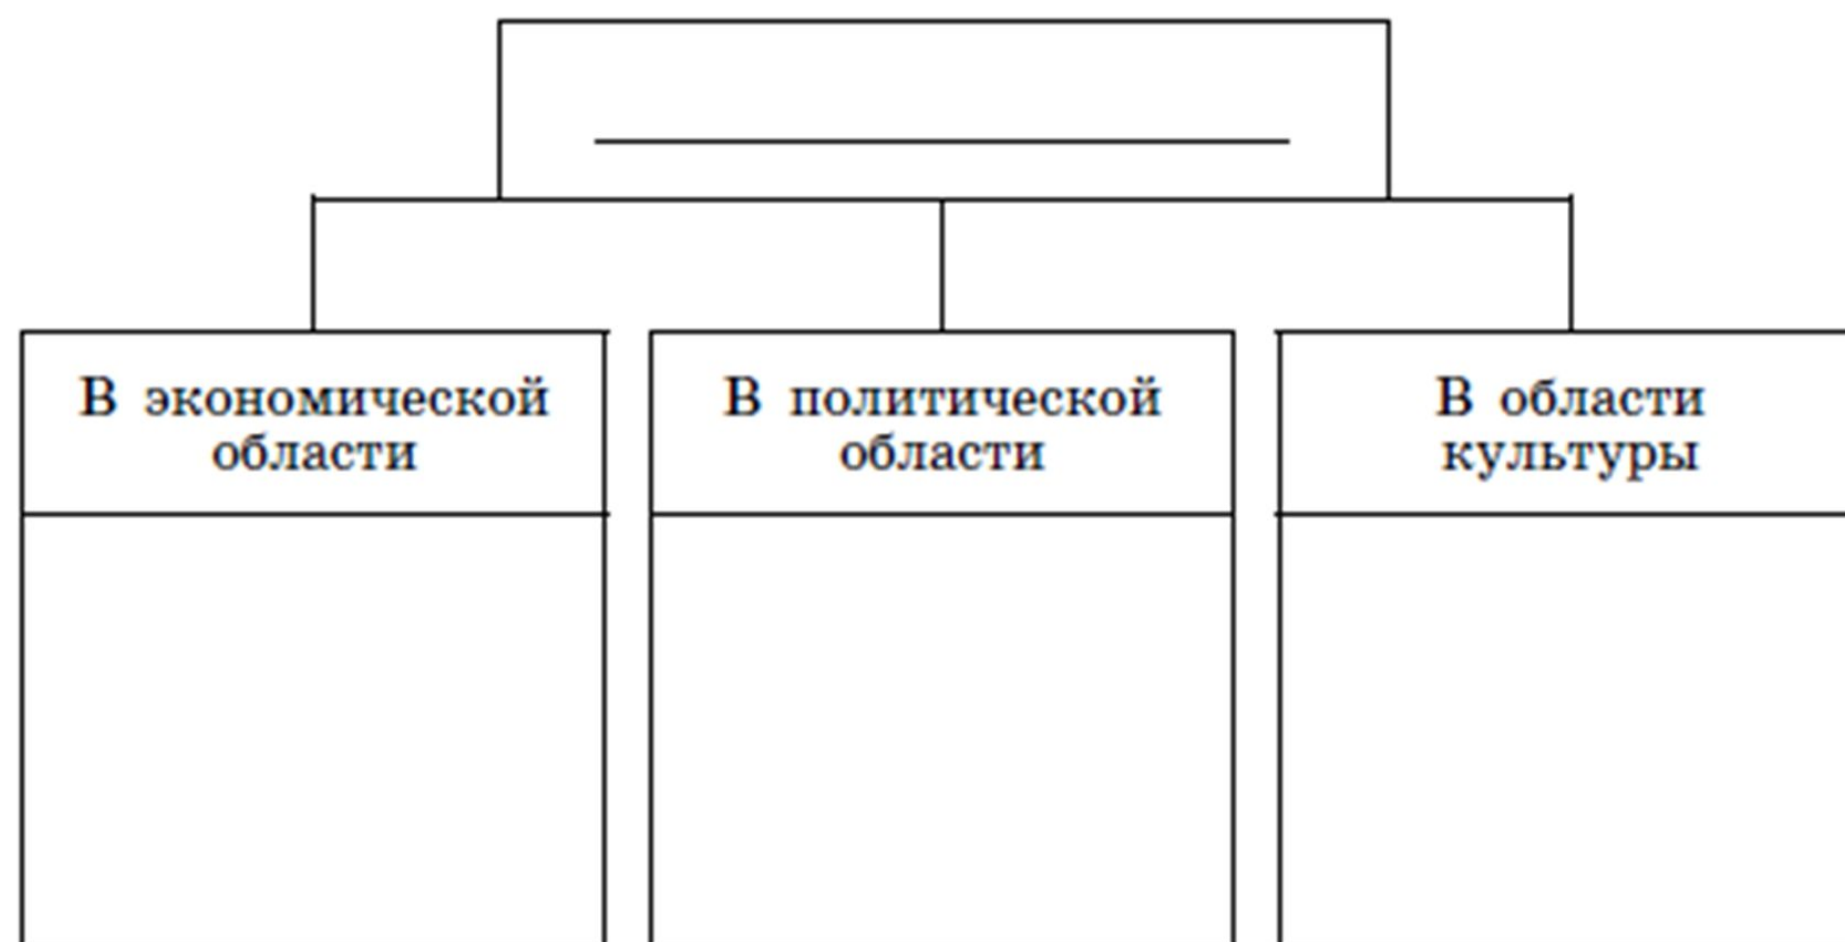 В экономической
области
В политической
области
В области
культуры